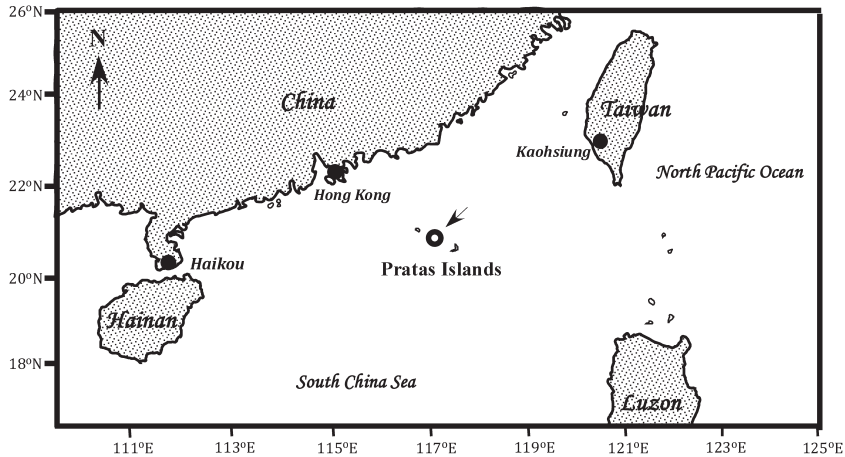 26ºN
N
24ºN
China
Taiwan
Kaohsiung
22ºN
North Pacific Ocean
Hong Kong
20ºN
Haikou
Pratas Islands
Hainan
18ºN
South China Sea
Luzon
111ºE 113ºE 115ºE 117ºE 119ºE 121ºE 123ºE 125ºE